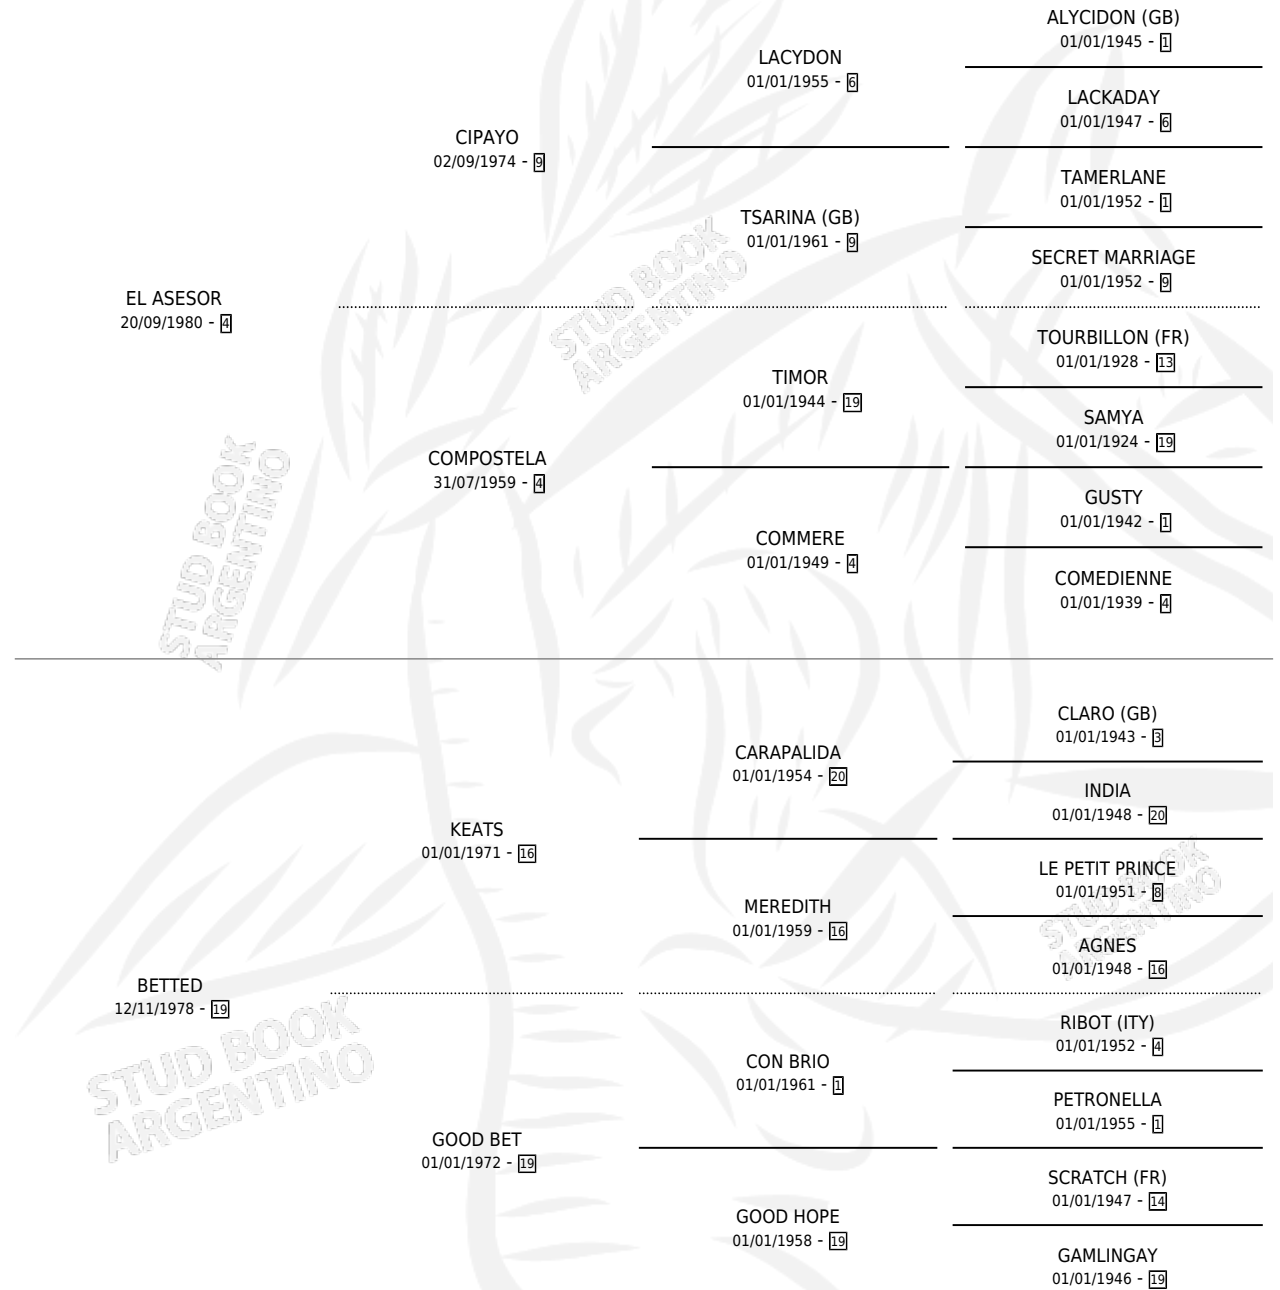 ALYCIDON (GB)
01/01/1945 - 1
LACYDON
01/01/1955 - 6
LACKADAY
01/01/1947 - 6
CIPAYO
02/09/1974 - 9
TAMERLANE
01/01/1952 - 1
TSARINA (GB)
01/01/1961 - 9
SECRET MARRIAGE
01/01/1952 - 9
EL ASESOR
20/09/1980 - 4
STUD BOOK
ARGENTINO
TOURBILLON (FR)
01/01/1928 - 13
TIMOR
01/01/1944 - 19
SAMYA
01/01/1924 - 19
COMPOSTELA
31/07/1959 - 4
GUSTY
01/01/1942 - 1
COMMERE
01/01/1949 - 4
COMEDIENNE
01/01/1939 - 4
STUD BOOK
ARGENTINO
CLARO (GB)
01/01/1943 - 3
CARAPALIDA
01/01/1954 - 20
INDIA
01/01/1948 - 20
KEATS
01/01/1971 - 16
LE PETIT PRINCE
01/01/1951 - 8
MEREDITH
01/01/1959 - 16
AGNES
01/01/1948 - 16
STUD BOOK
ARGENTINO
BETTED
12/11/1978 - 19
RIBOT (ITY)
01/01/1952 - 4
CON BRIO
01/01/1961 - 1
PETRONELLA
01/01/1955 - 1
STUD BOOK
ARGENTINO
GOOD BET
01/01/1972 - 19
SCRATCH (FR)
01/01/1947 - 14
GOOD HOPE
01/01/1958 - 19
GAMLINGAY
01/01/1946 - 19